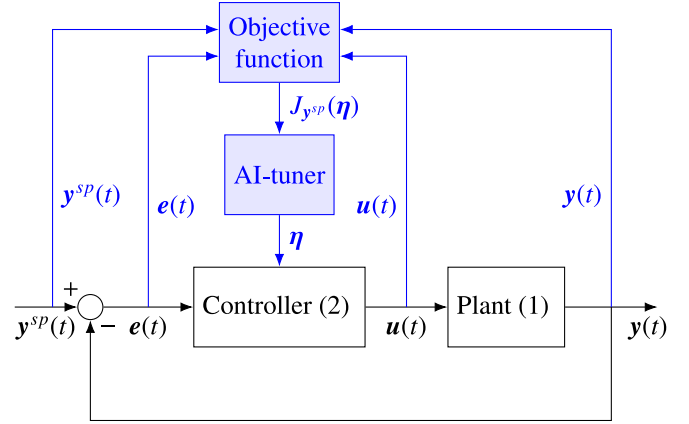 Objective
function
J_{y^{sp}}(η)
AI-tuner
y^{sp}(t)
e(t)
u(t)
y(t)
η
+
Controller (2)
Plant (1)
−
y^{sp}(t)
e(t)
u(t)
y(t)